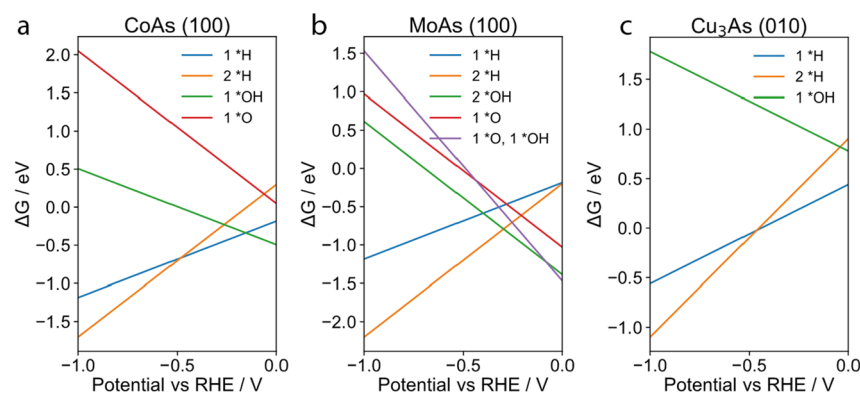 a
CoAs (100)
2.0
1.5
1.0
0.5
0.0
−0.5
−1.0
−1.5
ΔG / eV
1 *H
2 *H
1 *OH
1 *O
−1.0
−0.5
0.0
Potential vs RHE / V
b
MoAs (100)
1.5
1.0
0.5
0.0
−0.5
−1.0
−1.5
−2.0
ΔG / eV
1 *H
2 *H
2 *OH
1 *O
1 *O, 1 *OH
−1.0
−0.5
0.0
Potential vs RHE / V
c
Cu₃As (010)
1.5
1.0
0.5
0.0
−0.5
−1.0
ΔG / eV
1 *H
2 *H
1 *OH
−1.0
−0.5
0.0
Potential vs RHE / V